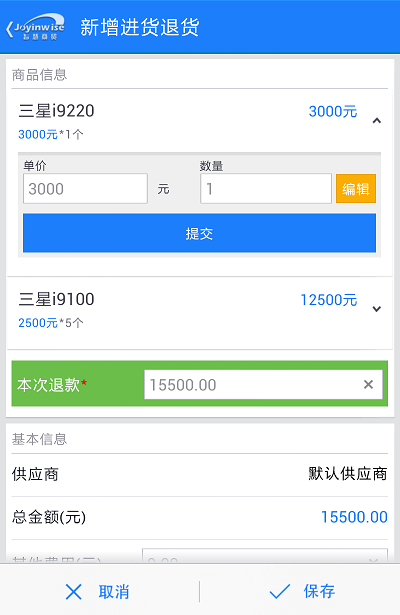 Joyinwise
智慧商贸
新增进货退货
商品信息
三星i9220
3000元
3000元*1个
单价
数量
3000
元
1
编辑
提交
三星i9100
12500元
2500元*5个
本次退款*
15500.00
基本信息
供应商
默认供应商
总金额(元)
15500.00
其他费用(元)
0.00
取消
保存